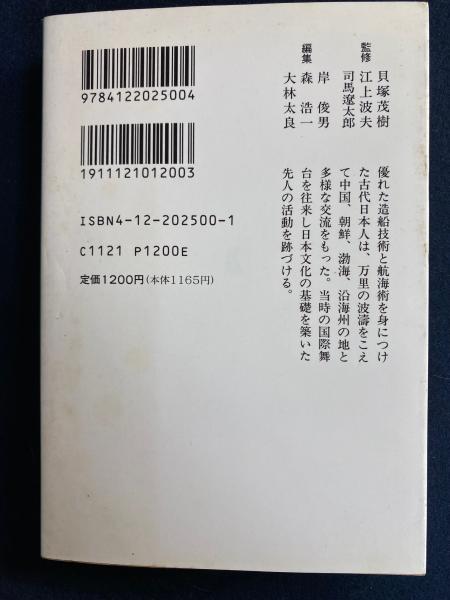 監修
貝塚茂樹
江上波夫
司馬遼太郎
編集
岸 俊男
森 浩一
大林太良
優れた造船技術と航海術を身につけ
た古代日本人は、万里の波濤をこえ
て中国、朝鮮、渤海、沿海州の地と
多様な交流をもった。当時の国際舞
台を往来し日本文化の基礎を築いた
先人の活動を跡づける。
9784122025004
1911121012003
ISBN4-12-202500-1
C1121 P1200E
定価1200円(本体1165円)